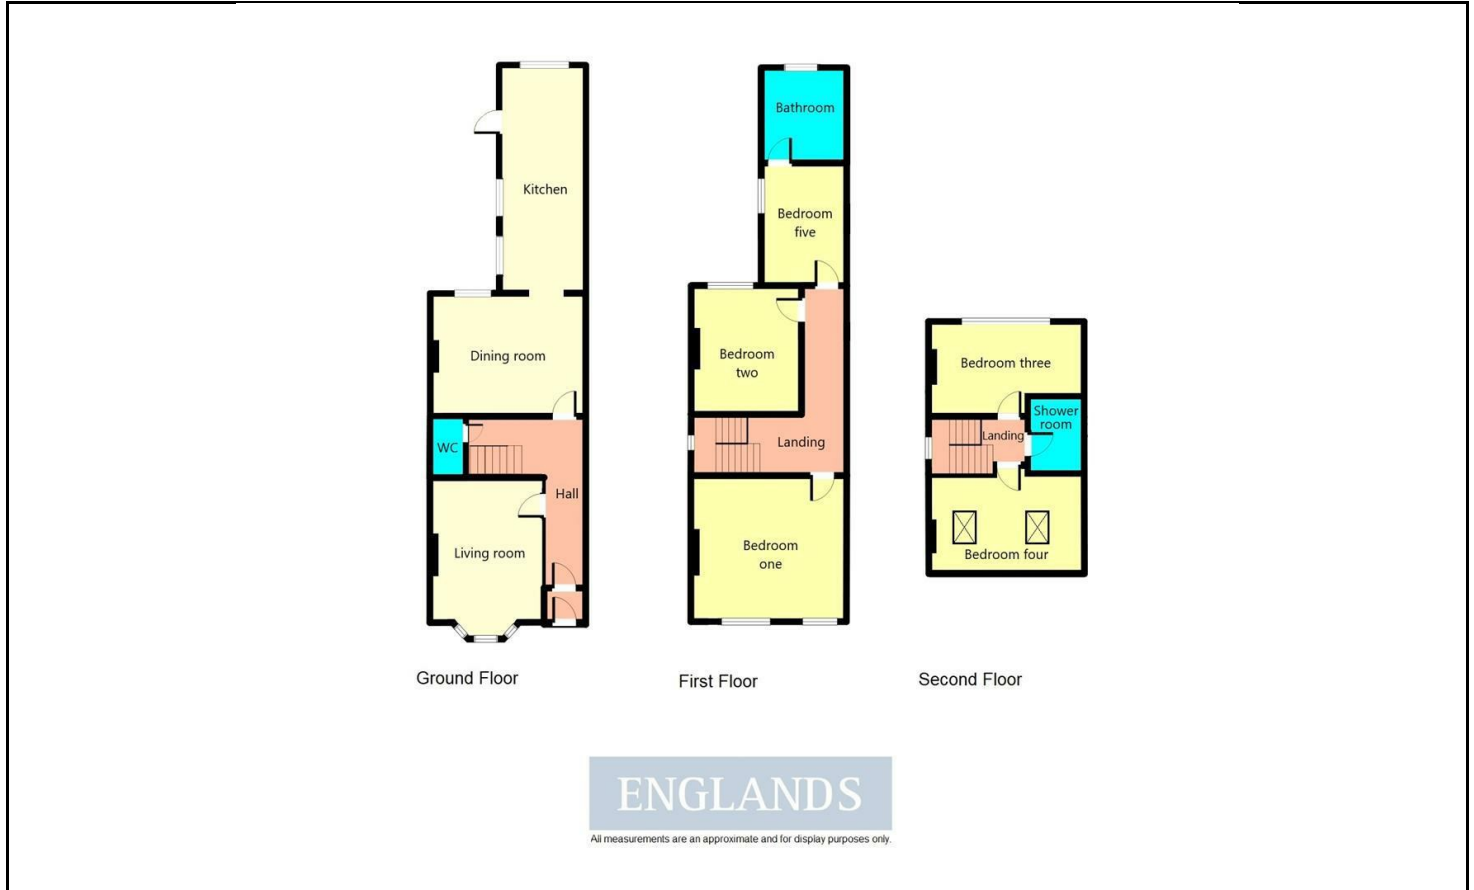 Kitchen
Dining room
WC
Hall
Living room
Ground Floor
Bathroom
Bedroom
five
Bedroom
two
Landing
Bedroom
one
First Floor
Bedroom three
Shower
room
Landing
Bedroom four
Second Floor
ENGLANDS
All measurements are an approximate and for display purposes only.